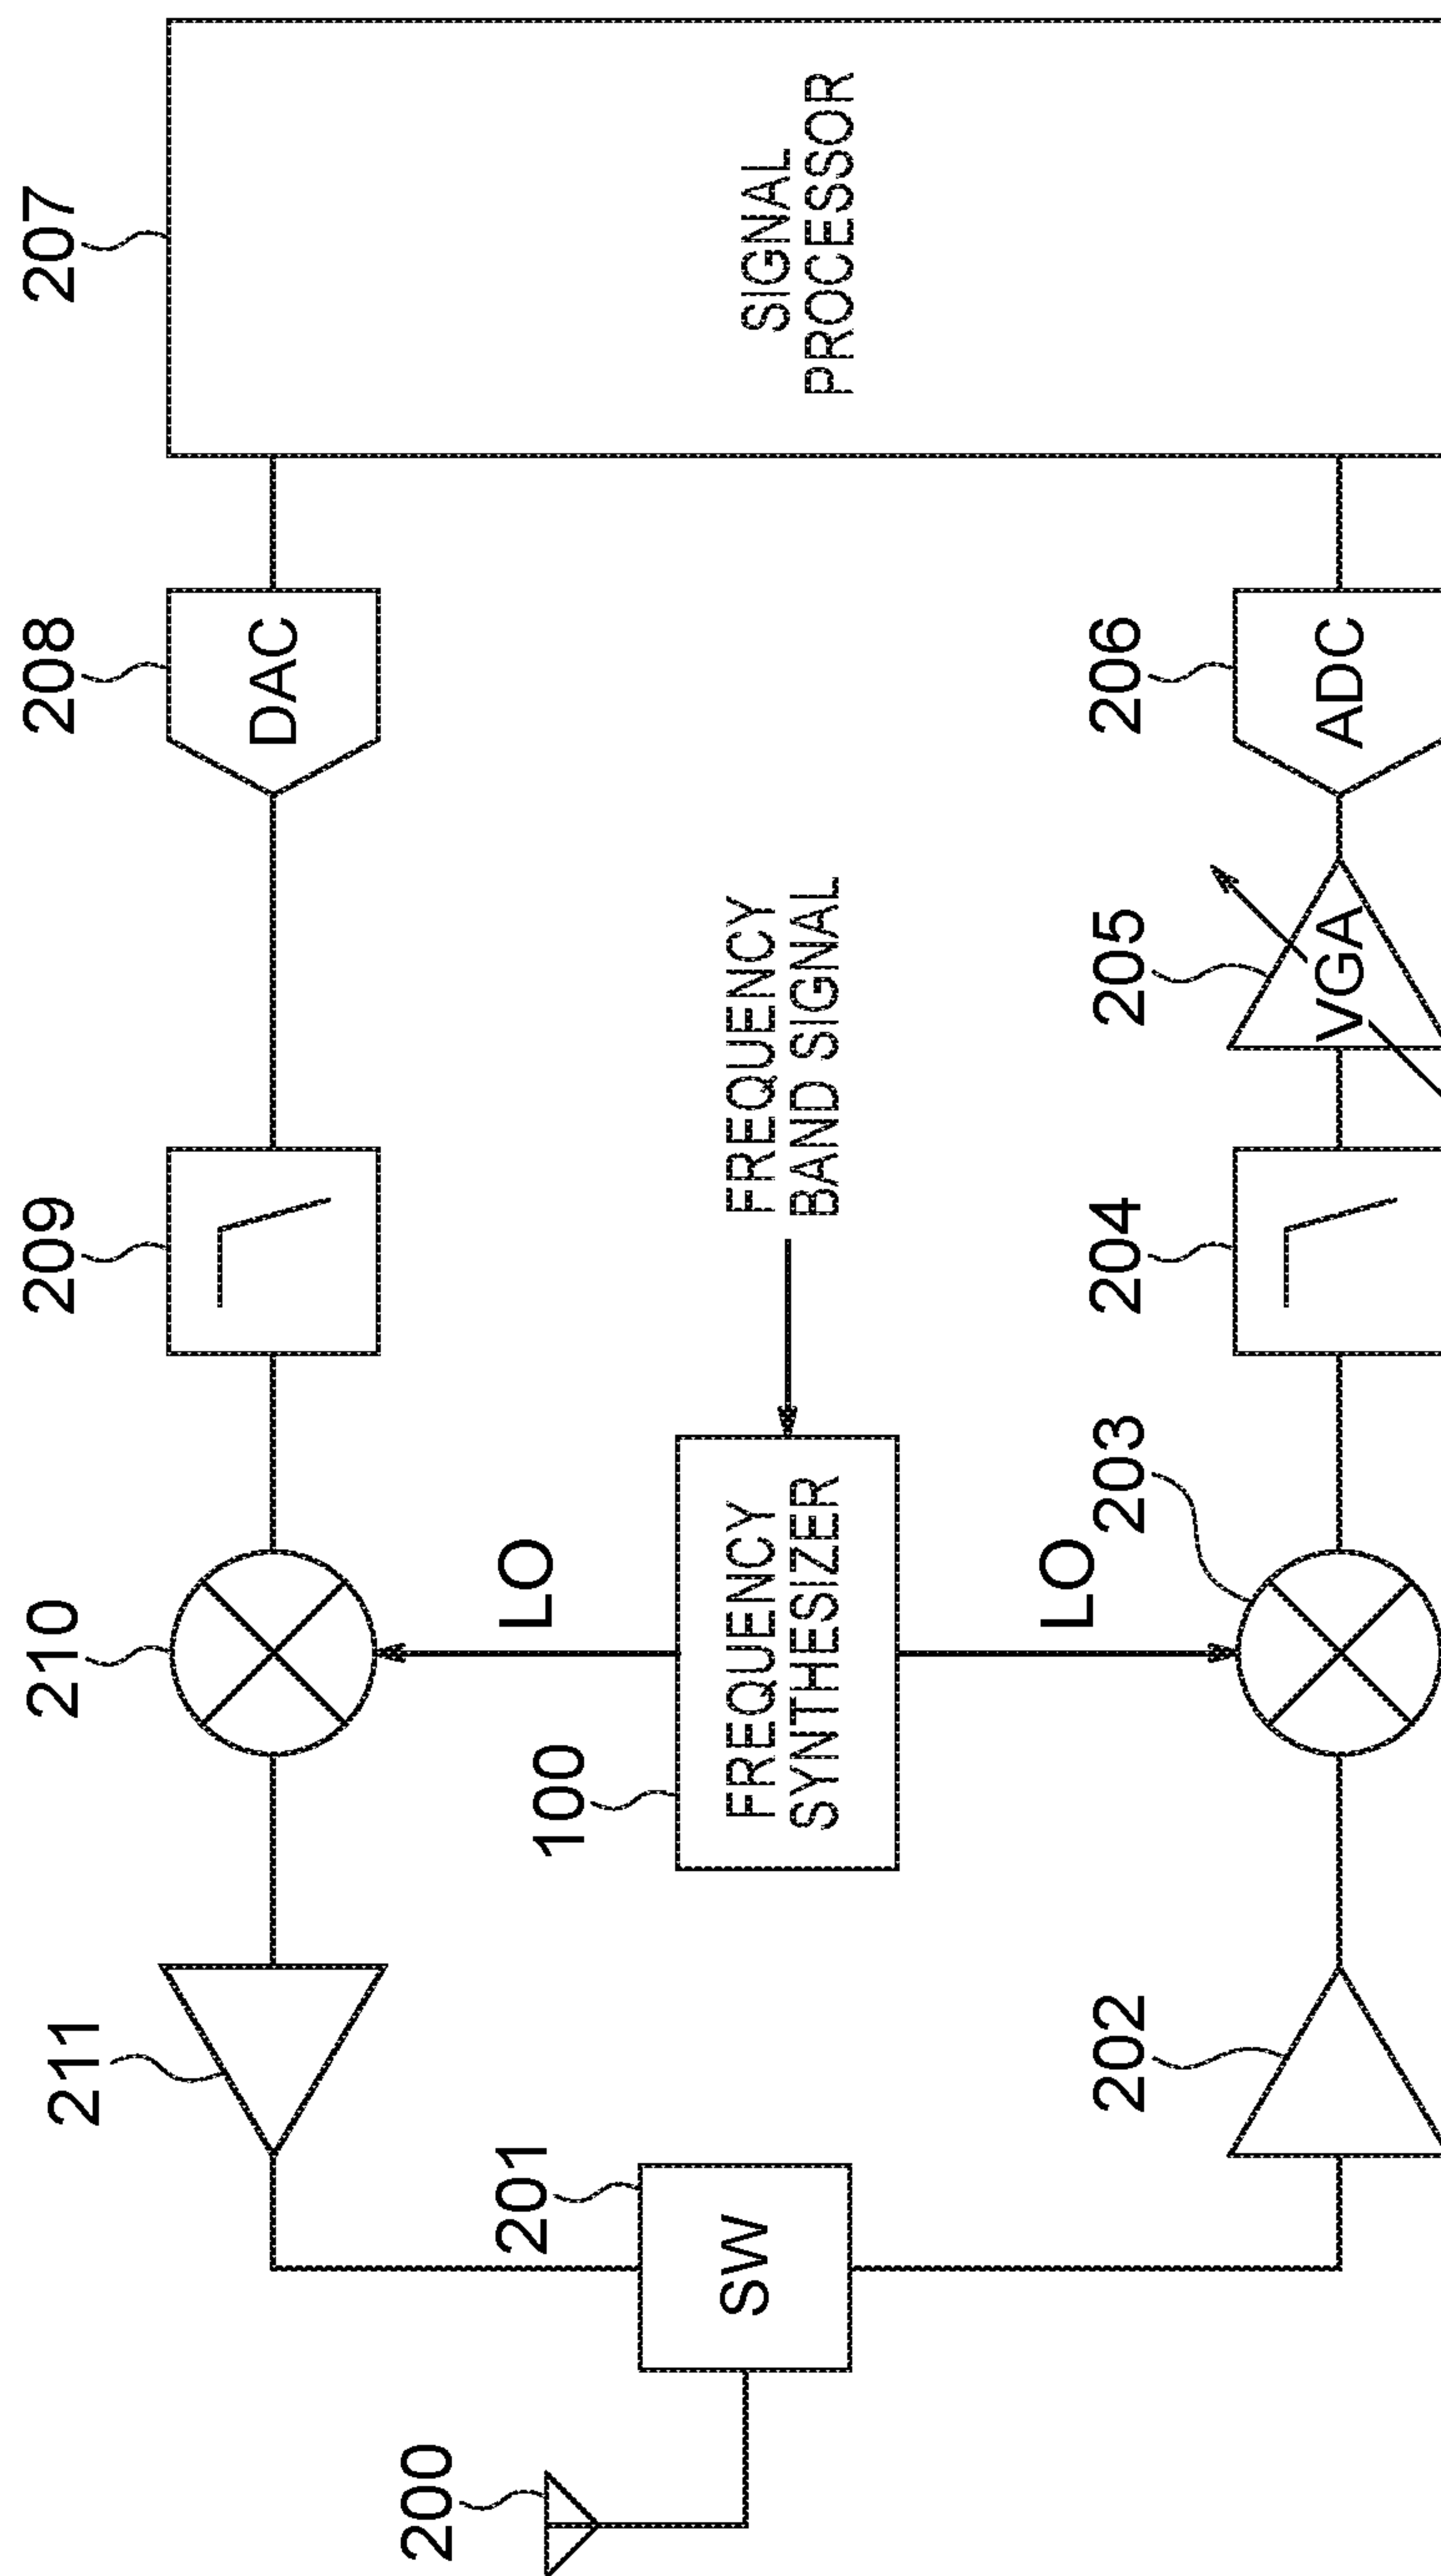 200
201
SW
211
210
209
208
DAC
207
SIGNAL
PROCESSOR
LO
100
FREQUENCY
SYNTHESIZER
FREQUENCY
BAND SIGNAL
LO
202
203
204
205
VGA
206
ADC